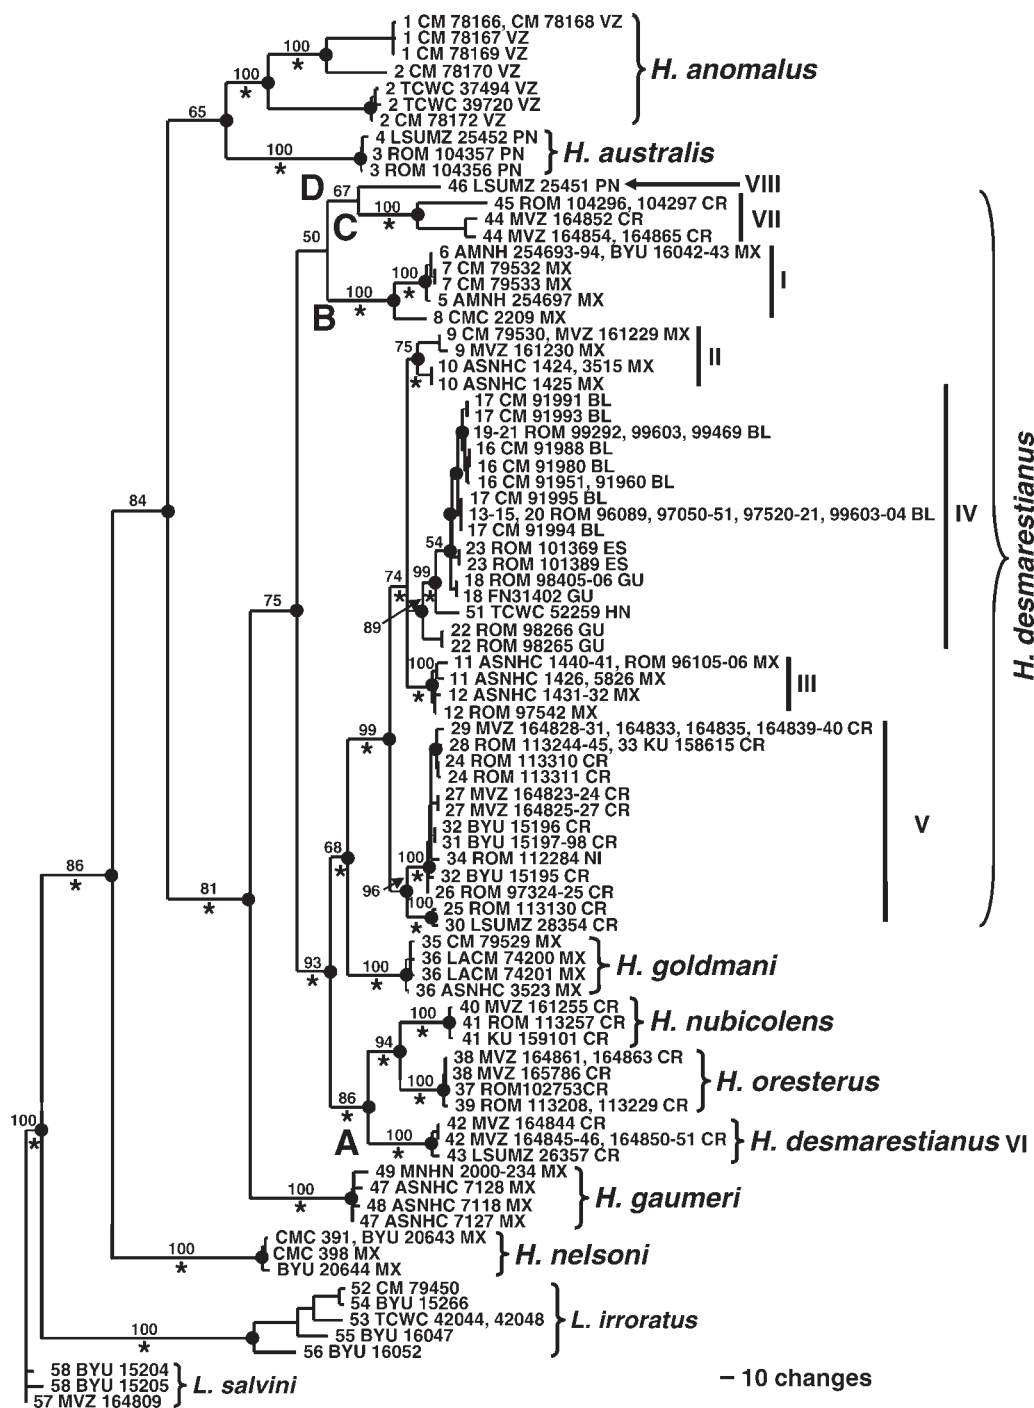 1 CM 78166, CM 78168 VZ
1 CM 78167 VZ
1 CM 78169 VZ
2 CM 78170 VZ
2 TCWC 37494 VZ
2 TCWC 39720 VZ
2 CM 78172 VZ
H. anomalus
100
*
100
*
65
4 LSUMZ 25452 PN
3 ROM 104357 PN
3 ROM 104356 PN
H. australis
100
*
D
67
46 LSUMZ 25451 PN
VIII
45 ROM 104296, 104297 CR
44 MVZ 164852 CR
44 MVZ 164854, 164865 CR
VII
100
*
C
50
6 AMNH 254693-94, BYU 16042-43 MX
7 CM 79532 MX
7 CM 79533 MX
5 AMNH 254697 MX
8 CMC 2209 MX
I
100
*
100
*
B
9 CM 79530, MVZ 161229 MX
9 MVZ 161230 MX
10 ASNHC 1424, 3515 MX
10 ASNHC 1425 MX
II
75
*
17 CM 91991 BL
17 CM 91993 BL
19-21 ROM 99292, 99603, 99469 BL
16 CM 91988 BL
16 CM 91980 BL
16 CM 91951, 91960 BL
17 CM 91995 BL
13-15, 20 ROM 96089, 97050-51, 97520-21, 99603-04 BL
17 CM 91994 BL
23 ROM 101369 ES
23 ROM 101389 ES
18 ROM 98405-06 GU
18 FN31402 GU
51 TCWC 52259 HN
22 ROM 98266 GU
22 ROM 98265 GU
IV
54
99
*
74
*
89
H. desmarestianus
84
75
11 ASNHC 1440-41, ROM 96105-06 MX
11 ASNHC 1426, 5826 MX
12 ASNHC 1431-32 MX
12 ROM 97542 MX
III
100
*
29 MVZ 164828-31, 164833, 164835, 164839-40 CR
28 ROM 113244-45, 33 KU 158615 CR
24 ROM 113310 CR
24 ROM 113311 CR
27 MVZ 164823-24 CR
27 MVZ 164825-27 CR
32 BYU 15196 CR
31 BYU 15197-98 CR
34 ROM 112284 NI
32 BYU 15195 CR
26 ROM 97324-25 CR
25 ROM 113130 CR
30 LSUMZ 28354 CR
V
99
*
68
*
100
*
96
100
*
86
*
81
*
35 CM 79529 MX
36 LACM 74200 MX
36 LACM 74201 MX
36 ASNHC 3523 MX
H. goldmani
93
*
100
*
40 MVZ 161255 CR
41 ROM 113257 CR
41 KU 159101 CR
H. nubicolens
100
*
94
*
38 MVZ 164861, 164863 CR
38 MVZ 165786 CR
37 ROM102753CR
39 ROM 113208, 113229 CR
H. oresterus
100
*
86
*
A
42 MVZ 164844 CR
42 MVZ 164845-46, 164850-51 CR
43 LSUMZ 26357 CR
H. desmarestianus VI
100
*
100
*
49 MNHN 2000-234 MX
47 ASNHC 7128 MX
48 ASNHC 7118 MX
47 ASNHC 7127 MX
H. gaumeri
100
*
CMC 391, BYU 20643 MX
CMC 398 MX
BYU 20644 MX
H. nelsoni
100
*
52 CM 79450
54 BYU 15266
53 TCWC 42044, 42048
55 BYU 16047
56 BYU 16052
L. irroratus
100
*
58 BYU 15204
58 BYU 15205
57 MVZ 164809
L. salvini
10 changes